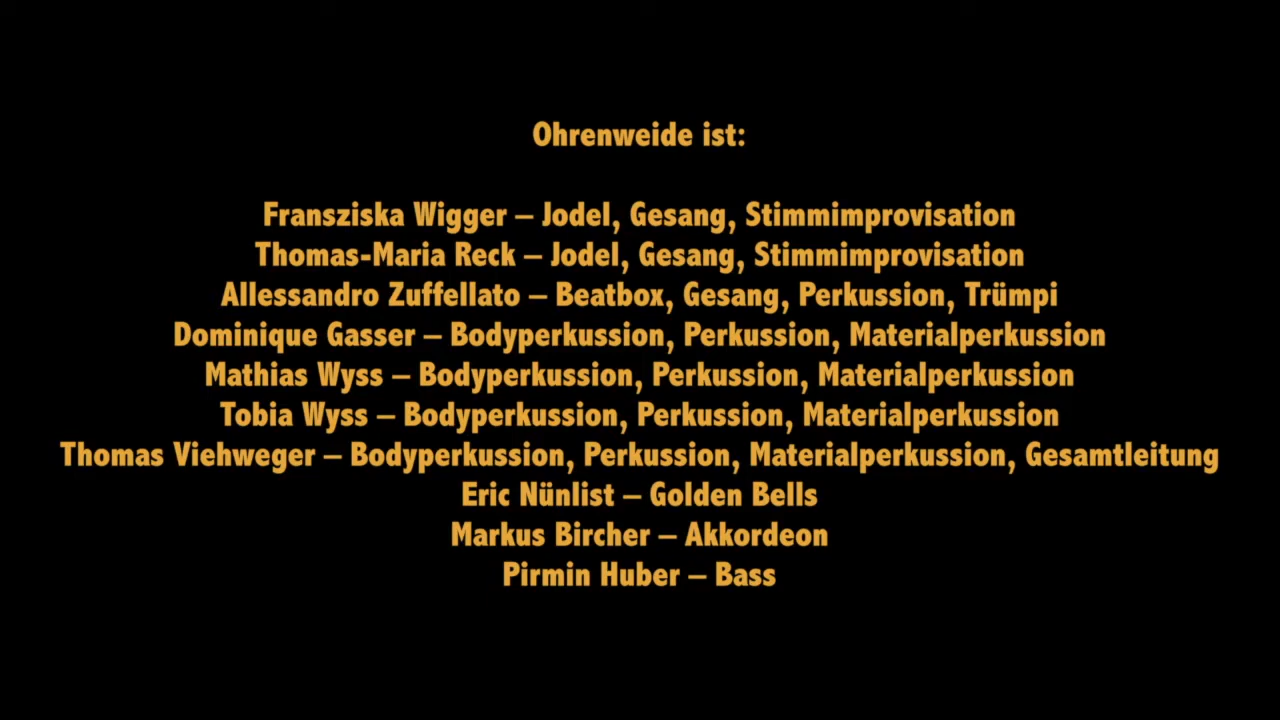 Ohrenweide ist:
Fransziska Wigger – Jodel, Gesang, Stimmimprovisation
Thomas-Maria Reck – Jodel, Gesang, Stimmimprovisation
Allessandro Zuffellato – Beatbox, Gesang, Perkussion, Trümpi
Dominique Gasser – Bodyperkussion, Perkussion, Materialperkussion
Mathias Wyss – Bodyperkussion, Perkussion, Materialperkussion
Tobia Wyss – Bodyperkussion, Perkussion, Materialperkussion
Thomas Viehweger – Bodyperkussion, Perkussion, Materialperkussion, Gesamtleitung
Eric Nünlist – Golden Bells
Markus Bircher – Akkordeon
Pirmin Huber – Bass